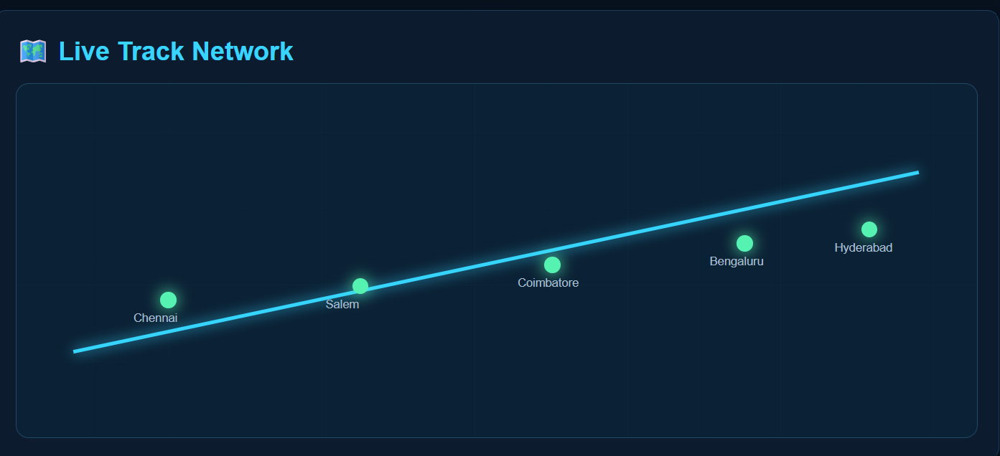 Live Track Network
Hyderabad
Bengaluru
Coimbatore
Salem
Chennai